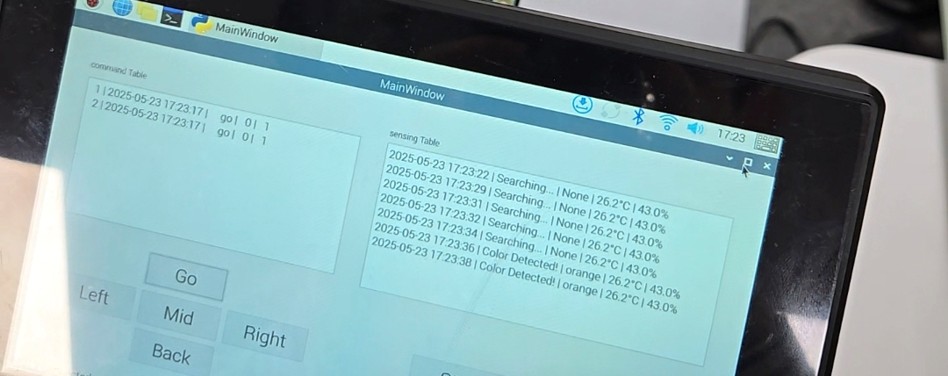 MainWindow
MainWindow
17:23
command Table
1 | 2025-05-23 17:23:17 | go | 0 | 1
2 | 2025-05-23 17:23:17 | go | 0 | 1
sensing Table
2025-05-23 17:23:22 | Searching... | None | 26.2°C | 43.0%
2025-05-23 17:23:29 | Searching... | None | 26.2°C | 43.0%
2025-05-23 17:23:31 | Searching... | None | 26.2°C | 43.0%
2025-05-23 17:23:32 | Searching... | None | 26.2°C | 43.0%
2025-05-23 17:23:34 | Searching... | None | 26.2°C | 43.0%
2025-05-23 17:23:36 | Color Detected! | orange | 26.2°C | 43.0%
2025-05-23 17:23:38 | Color Detected! | orange | 26.2°C | 43.0%
Go
Left
Mid
Right
Back